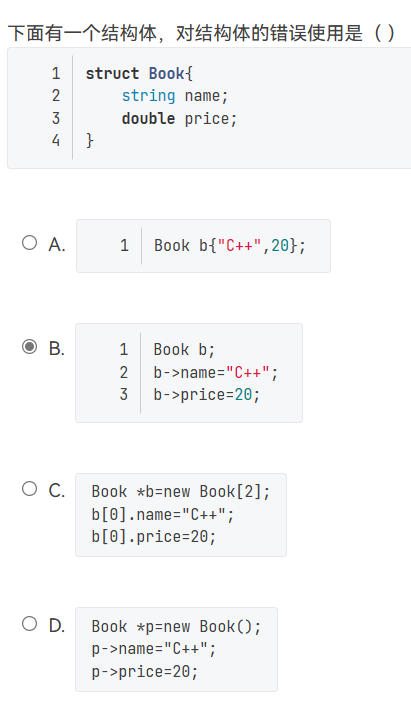 下面有一个结构体，对结构体的错误使用是（ ）
1 struct Book{
2 string name;
3 double price;
4 }
A.
1 Book b{"C++",20};
B.
1 Book b;
2 b->name="C++";
3 b->price=20;
C.
Book *b=new Book[2];
b[0].name="C++";
b[0].price=20;
D.
Book *p=new Book();
p->name="C++";
p->price=20;